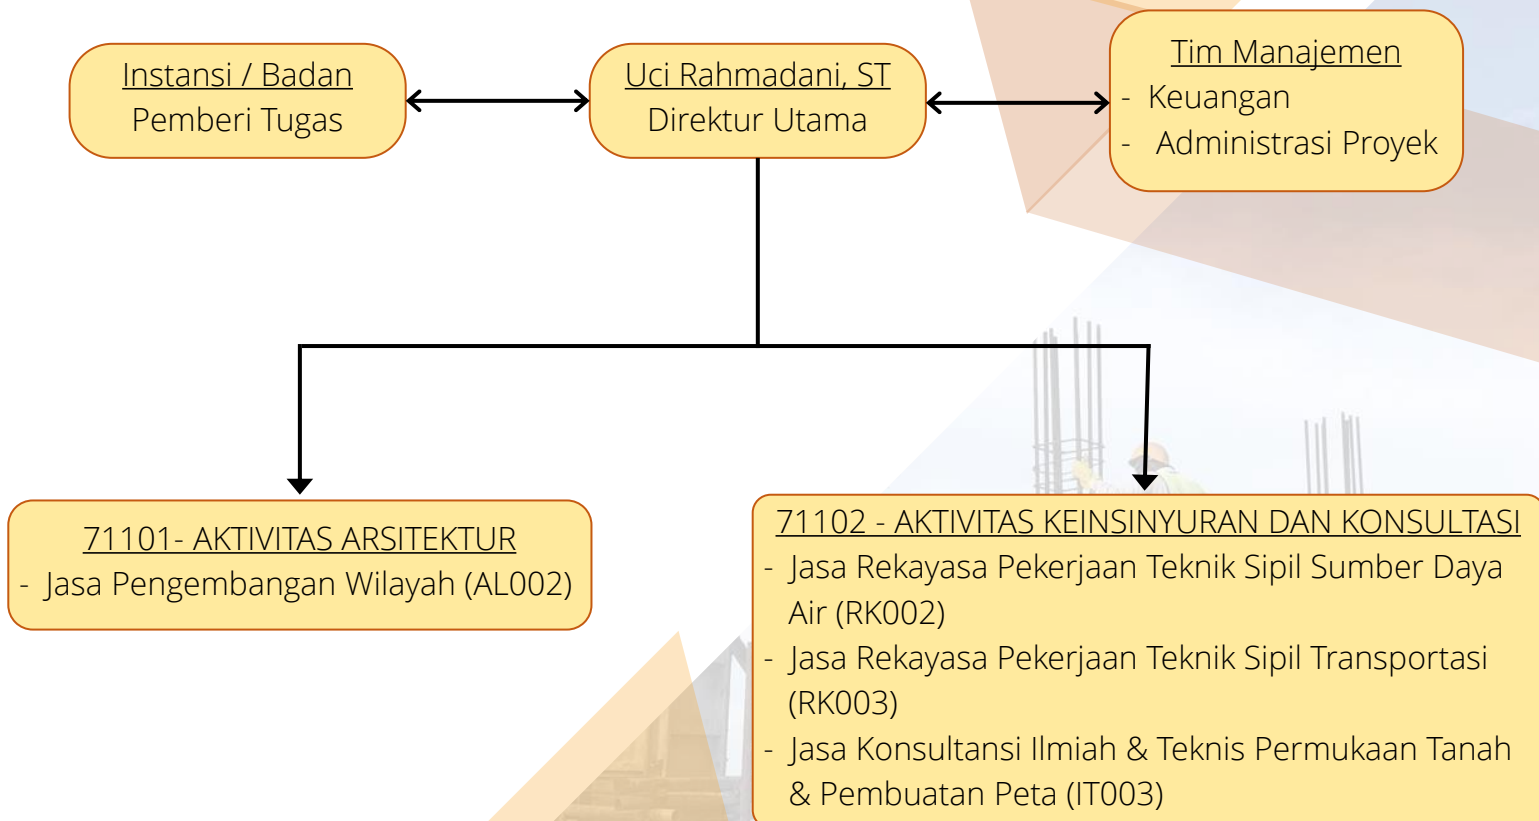 Instansi / Badan
Pemberi Tugas
Uci Rahmadani, ST
Direktur Utama
Tim Manajemen
- Keuangan
- Administrasi Proyek
71101- AKTIVITAS ARSITEKTUR
- Jasa Pengembangan Wilayah (AL002)
71102 - AKTIVITAS KEINSINYURAN DAN KONSULTASI
- Jasa Rekayasa Pekerjaan Teknik Sipil Sumber Daya
Air (RK002)
- Jasa Rekayasa Pekerjaan Teknik Sipil Transportasi
(RK003)
- Jasa Konsultansi Ilmiah & Teknis Permukaan Tanah
& Pembuatan Peta (IT003)